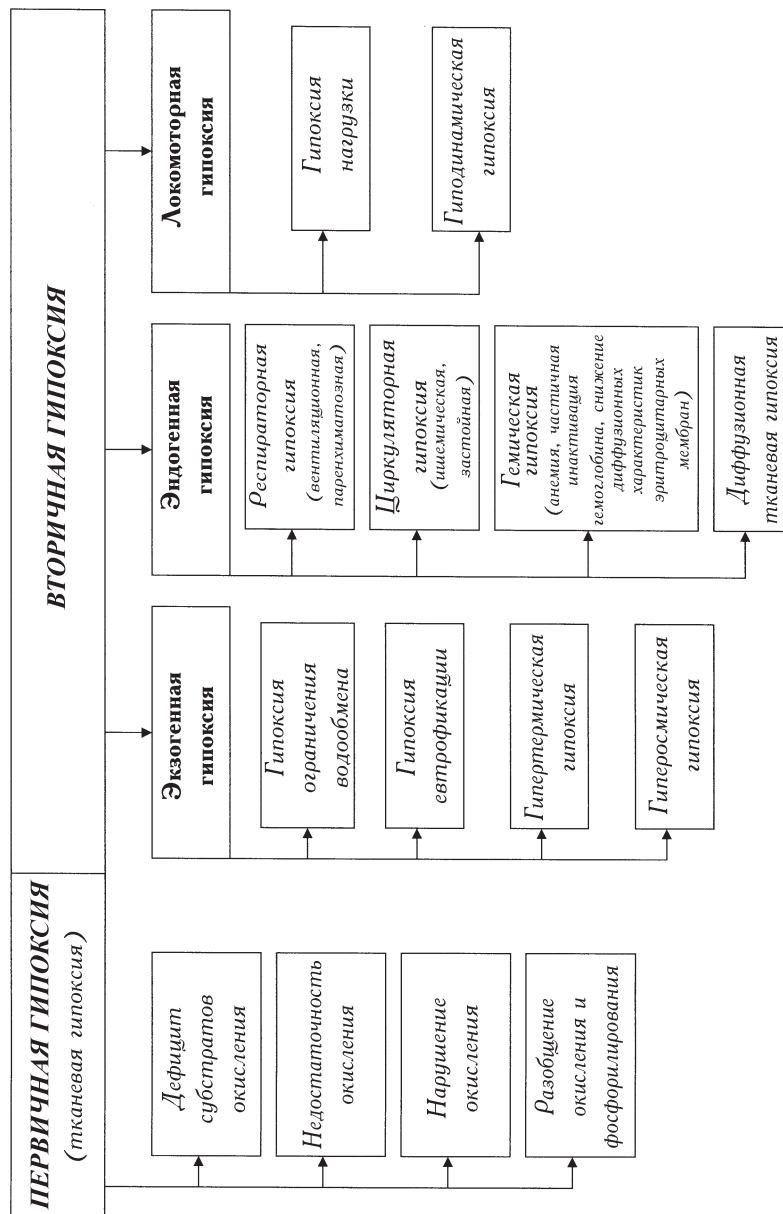 ПЕРВИЧНАЯ ГИПОКСИЯ
(тканевая гипоксия)
Дефицит
субстратов
окисления
Недостаточность
окисления
Нарушение
окисления
Разобщение
окисления и
фосфорилирования
ВТОРИЧНАЯ ГИПОКСИЯ
Экзогенная
гипоксия
Гипоксия
ограничения
водообмена
Гипоксия
евтрофикации
Гипертермическая
гипоксия
Гиперосмическая
гипоксия
Эндогенная
гипоксия
Респираторная
гипоксия
(вентиляционная,
паренхиматозная)
Циркуляторная
гипоксия
(ишемическая,
застойная)
Гемическая
гипоксия
(анемия, частичная
инактивация
гемоглобина, снижение
диффузионных
характеристик
эритроцитарных
мембран)
Диффузионная
тканевая гипоксия
Локомоторная
гипоксия
Гипоксия
нагрузки
Гиподинамическая
гипоксия